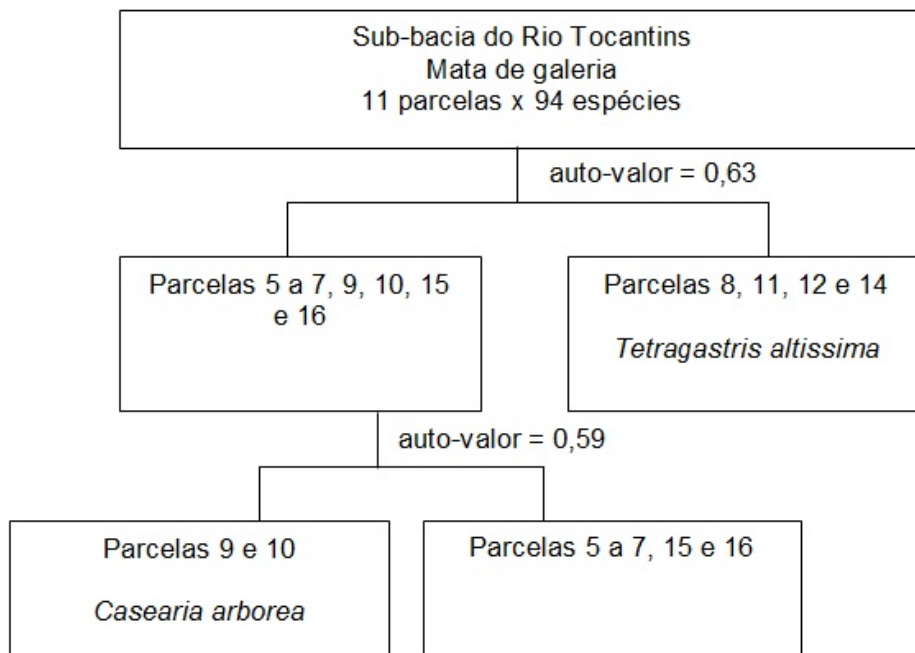 Sub-bacia do Rio Tocantins
Mata de galeria
11 parcelas x 94 espécies
auto-valor = 0,63
Parcelas 5 a 7, 9, 10, 15
e 16
Parcelas 8, 11, 12 e 14
Tetragastris altissima
auto-valor = 0,59
Parcelas 9 e 10
Casearia arborea
Parcelas 5 a 7, 15 e 16